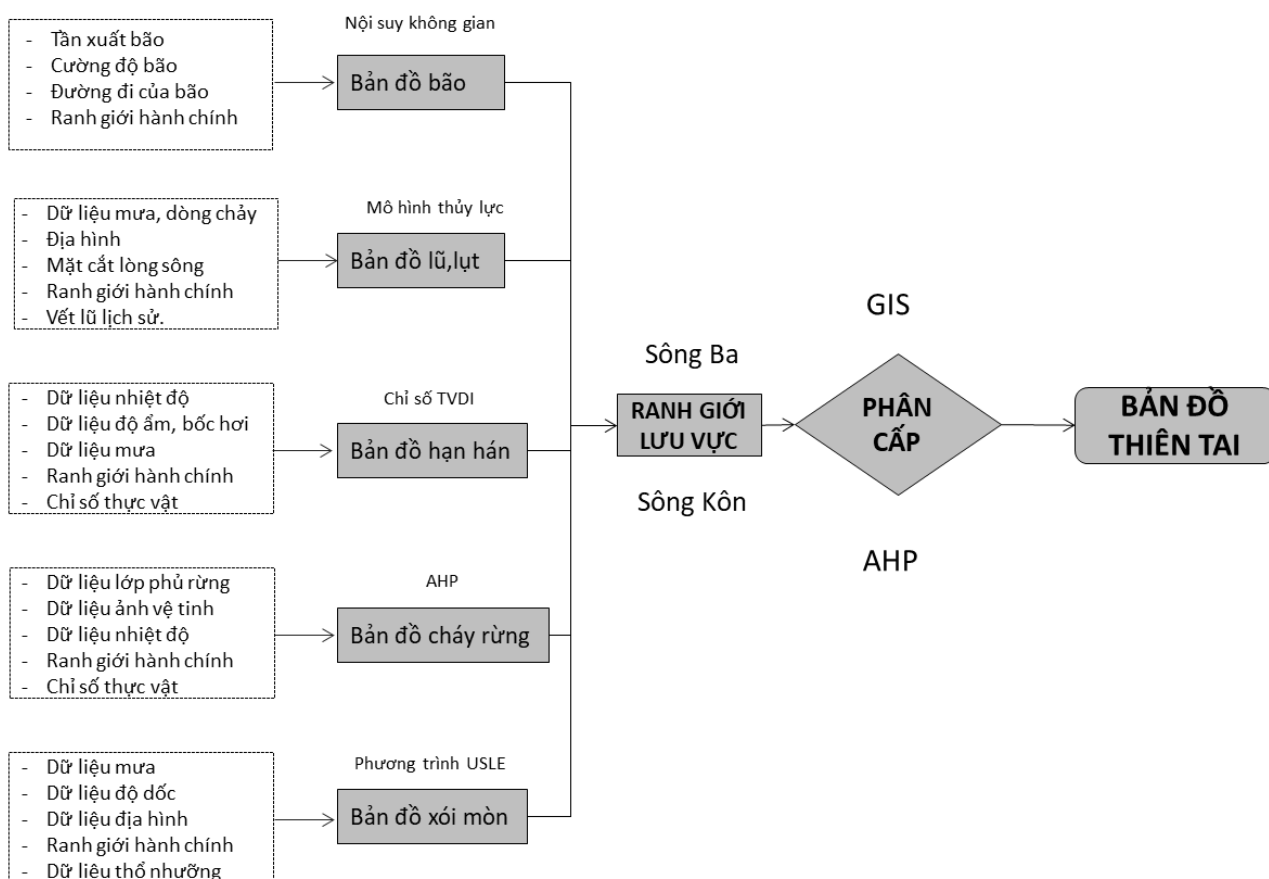 Nội suy không gian
- Tần xuất bão
- Cường độ bão
- Đường đi của bão
- Ranh giới hành chính
Bản đồ bão
Mô hình thủy lực
- Dữ liệu mưa, dòng chảy
- Địa hình
- Mặt cắt lòng sông
- Ranh giới hành chính
- Vết lũ lịch sử.
Bản đồ lũ,lụt
Chỉ số TVDI
- Dữ liệu nhiệt độ
- Dữ liệu độ ẩm, bốc hơi
- Dữ liệu mưa
- Ranh giới hành chính
- Chỉ số thực vật
Bản đồ hạn hán
AHP
- Dữ liệu lớp phủ rừng
- Dữ liệu ảnh vệ tinh
- Dữ liệu nhiệt độ
- Ranh giới hành chính
- Chỉ số thực vật
Bản đồ cháy rừng
Phương trình USLE
- Dữ liệu mưa
- Dữ liệu độ dốc
- Dữ liệu địa hình
- Ranh giới hành chính
- Dữ liệu thổ nhưỡng
Bản đồ xói mòn
Sông Ba
RANH GIỚI
LƯU VỰC
Sông Kôn
GIS
PHÂN
CẤP
AHP
BẢN ĐỒ
THIÊN TAI